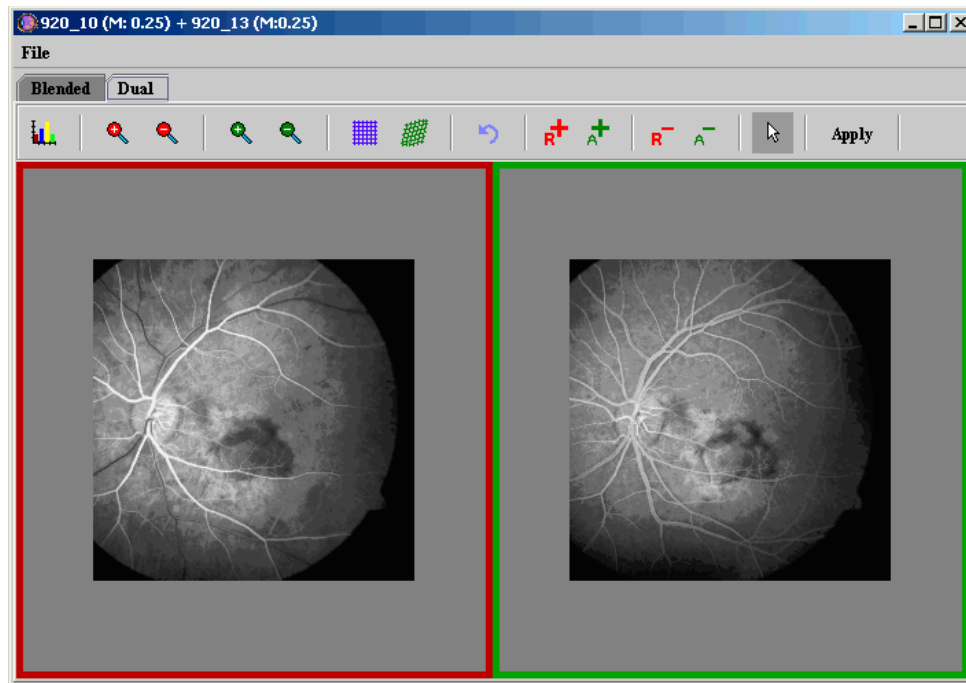 920_10 (M: 0.25) + 920_13 (M:0.25)
File
Blended Dual
R A R A Apply